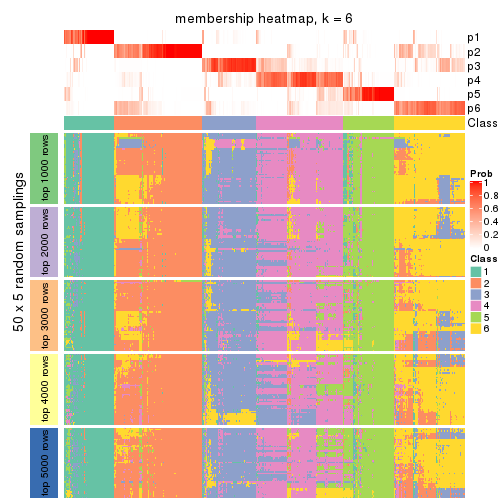 membership heatmap, k = 6
p1
p2
p3
p4
p5
p6
Class
50 x 5 random samplings
top 1000 rows
top 2000 rows
top 3000 rows
top 4000 rows
top 5000 rows
Prob
1
0.8
0.6
0.4
0.2
0
Class
1
2
3
4
5
6